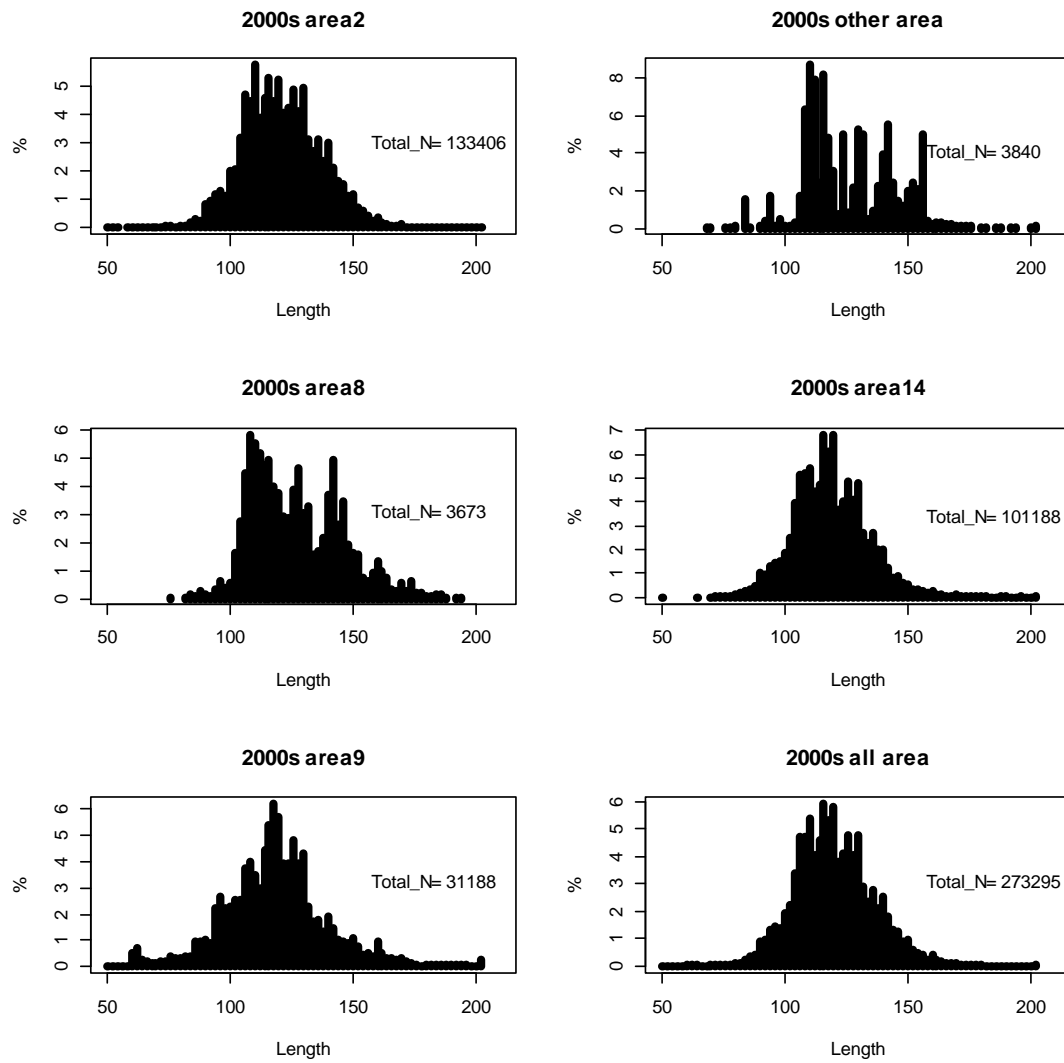 2000s area2
%
0 1 2 3 4 5
Total_N= 133406
50 100 150 200
Length
2000s other area
%
0 2 4 6 8
Total_N= 3840
50 100 150 200
Length
2000s area8
%
0 1 2 3 4 5 6
Total_N= 3673
50 100 150 200
Length
2000s area14
%
0 1 2 3 4 5 6 7
Total_N= 101188
50 100 150 200
Length
2000s area9
%
0 1 2 3 4 5 6
Total_N= 31188
50 100 150 200
Length
2000s all area
%
0 1 2 3 4 5 6
Total_N= 273295
50 100 150 200
Length